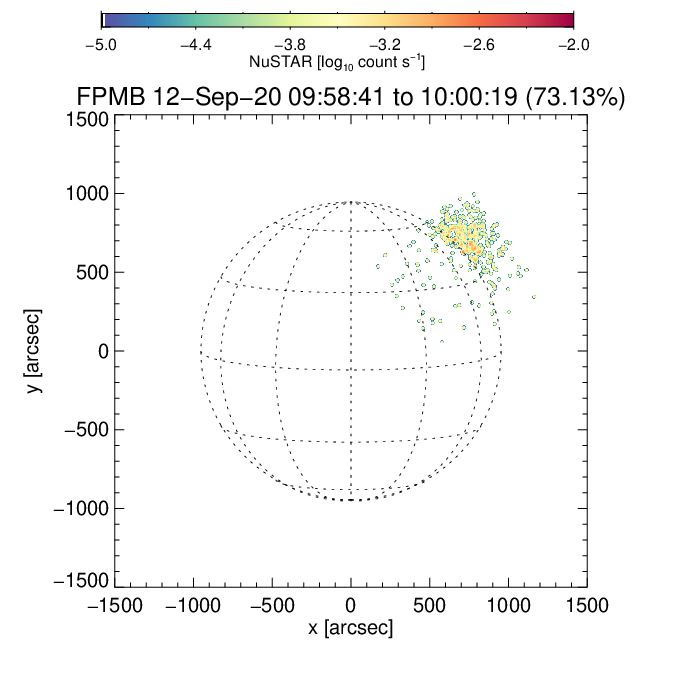 −5.0 −4.4 −3.8 −3.2 −2.6 −2.0
NuSTAR [log10 count s−1]
FPMB 12−Sep−20 09:58:41 to 10:00:19 (73.13%)
1500
1000
500
0
−500
−1000
−1500
y [arcsec]
−1500 −1000 −500 0 500 1000 1500
x [arcsec]